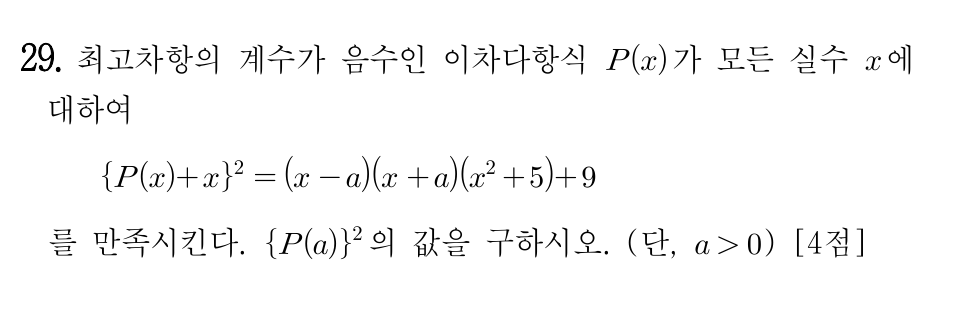 29. 최고차항의 계수가 음수인 이차다항식 P(x)가 모든 실수 x에
대하여
{P(x)+x}² = (x-a)(x+a)(x²+5)+9
를 만족시킨다. {P(a)}²의 값을 구하시오. (단, a>0) [4점]